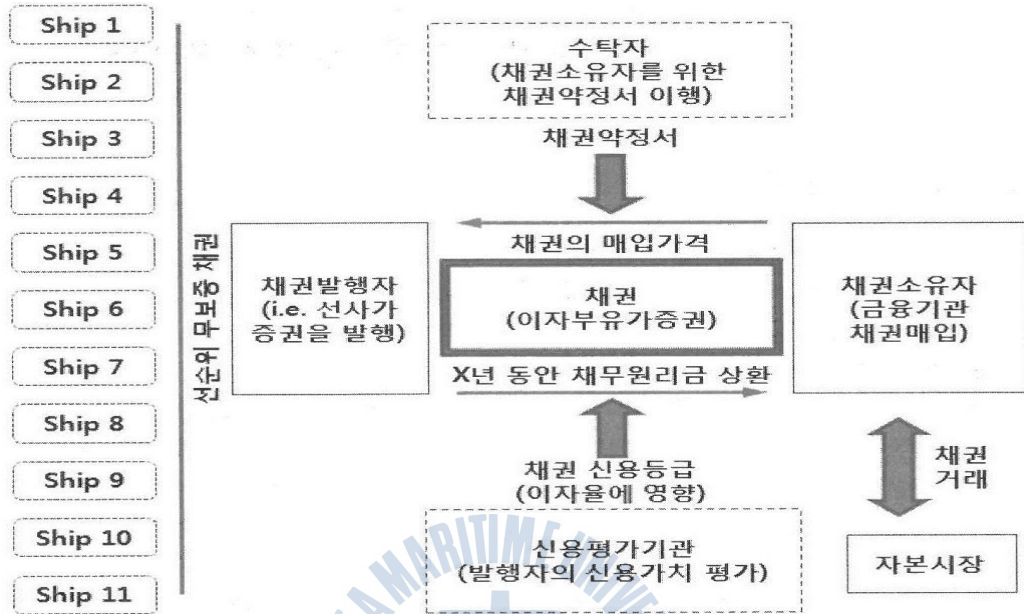 Ship 1
Ship 2
Ship 3
Ship 4
Ship 5
Ship 6
Ship 7
Ship 8
Ship 9
Ship 10
Ship 11
선순위 무보증 채권
수탁자
(채권소유자를 위한
채권약정서 이행)
채권약정서
채권의 매입가격
채권발행자
(i.e. 선사가
증권을 발행)
채권
(이자부유가증권)
채권소유자
(금융기관
채권매입)
X년 동안 채무원리금 상환
채권 신용등급
(이자율에 영향)
채권
거래
신용평가기관
(발행자의 신용가치 평가)
자본시장